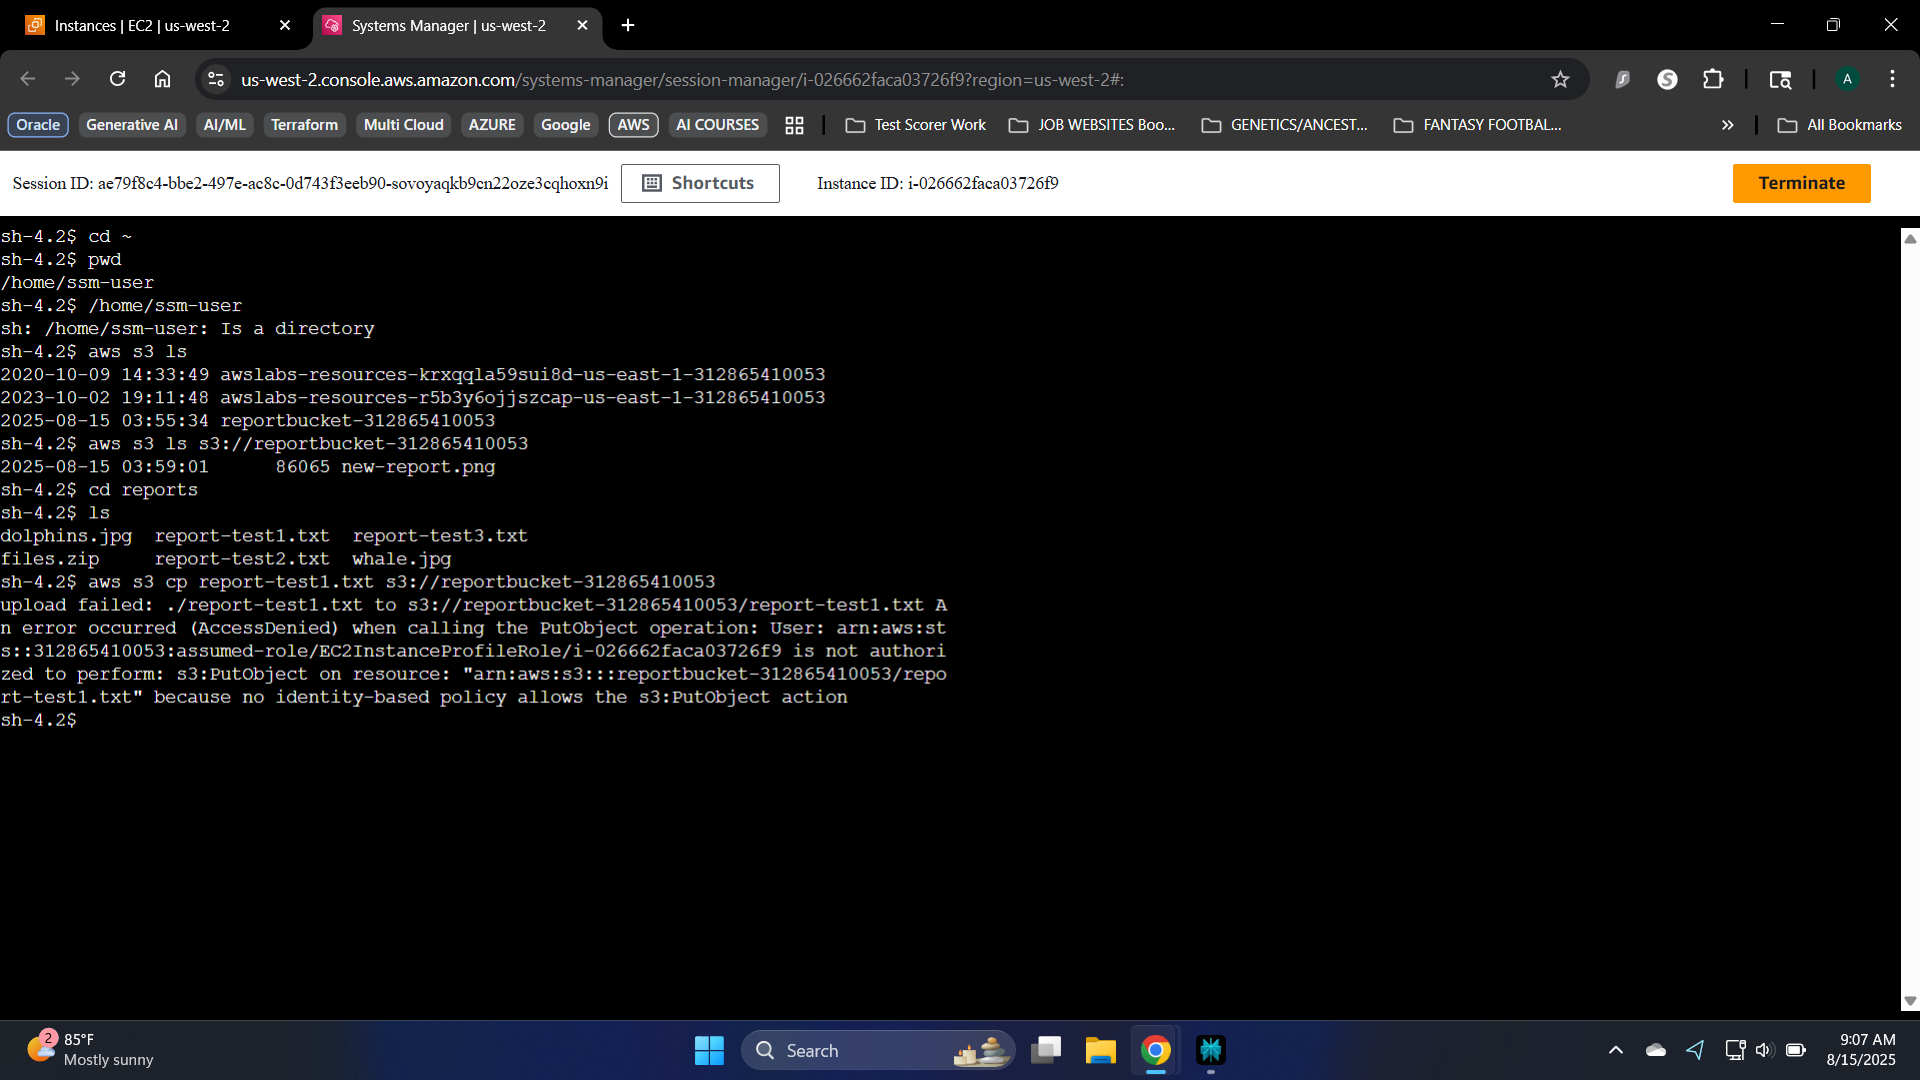 Instances | EC2 | us-west-2
Systems Manager | us-west-2
us-west-2.console.aws.amazon.com/systems-manager/session-manager/i-026662faca03726f9?region=us-west-2#:
A
Oracle
Generative AI
AI/ML
Terraform
Multi Cloud
AZURE
Google
AWS
AI COURSES
Test Scorer Work
JOB WEBSITES Boo...
GENETICS/ANCEST...
FANTASY FOOTBAL...
All Bookmarks
Session ID: ae79f8c4-bbe2-497e-ac8c-0d743f3eeb90-sovoyaqkb9cn22oze3cqhoxn9i
Shortcuts
Instance ID: i-026662faca03726f9
Terminate
sh-4.2$ cd ~
sh-4.2$ pwd
/home/ssm-user
sh-4.2$ /home/ssm-user
sh: /home/ssm-user: Is a directory
sh-4.2$ aws s3 ls
2020-10-09 14:33:49 awslabs-resources-krxqqla59sui8d-us-east-1-312865410053
2023-10-02 19:11:48 awslabs-resources-r5b3y6ojjszcap-us-east-1-312865410053
2025-08-15 03:55:34 reportbucket-312865410053
sh-4.2$ aws s3 ls s3://reportbucket-312865410053
2025-08-15 03:59:01      86065 new-report.png
sh-4.2$ cd reports
sh-4.2$ ls
dolphins.jpg  report-test1.txt  report-test3.txt
files.zip     report-test2.txt  whale.jpg
sh-4.2$ aws s3 cp report-test1.txt s3://reportbucket-312865410053
upload failed: ./report-test1.txt to s3://reportbucket-312865410053/report-test1.txt A
n error occurred (AccessDenied) when calling the PutObject operation: User: arn:aws:st
s::312865410053:assumed-role/EC2InstanceProfileRole/i-026662faca03726f9 is not authori
zed to perform: s3:PutObject on resource: "arn:aws:s3:::reportbucket-312865410053/repo
rt-test1.txt" because no identity-based policy allows the s3:PutObject action
sh-4.2$
2
85°F
Mostly sunny
Search
9:07 AM
8/15/2025